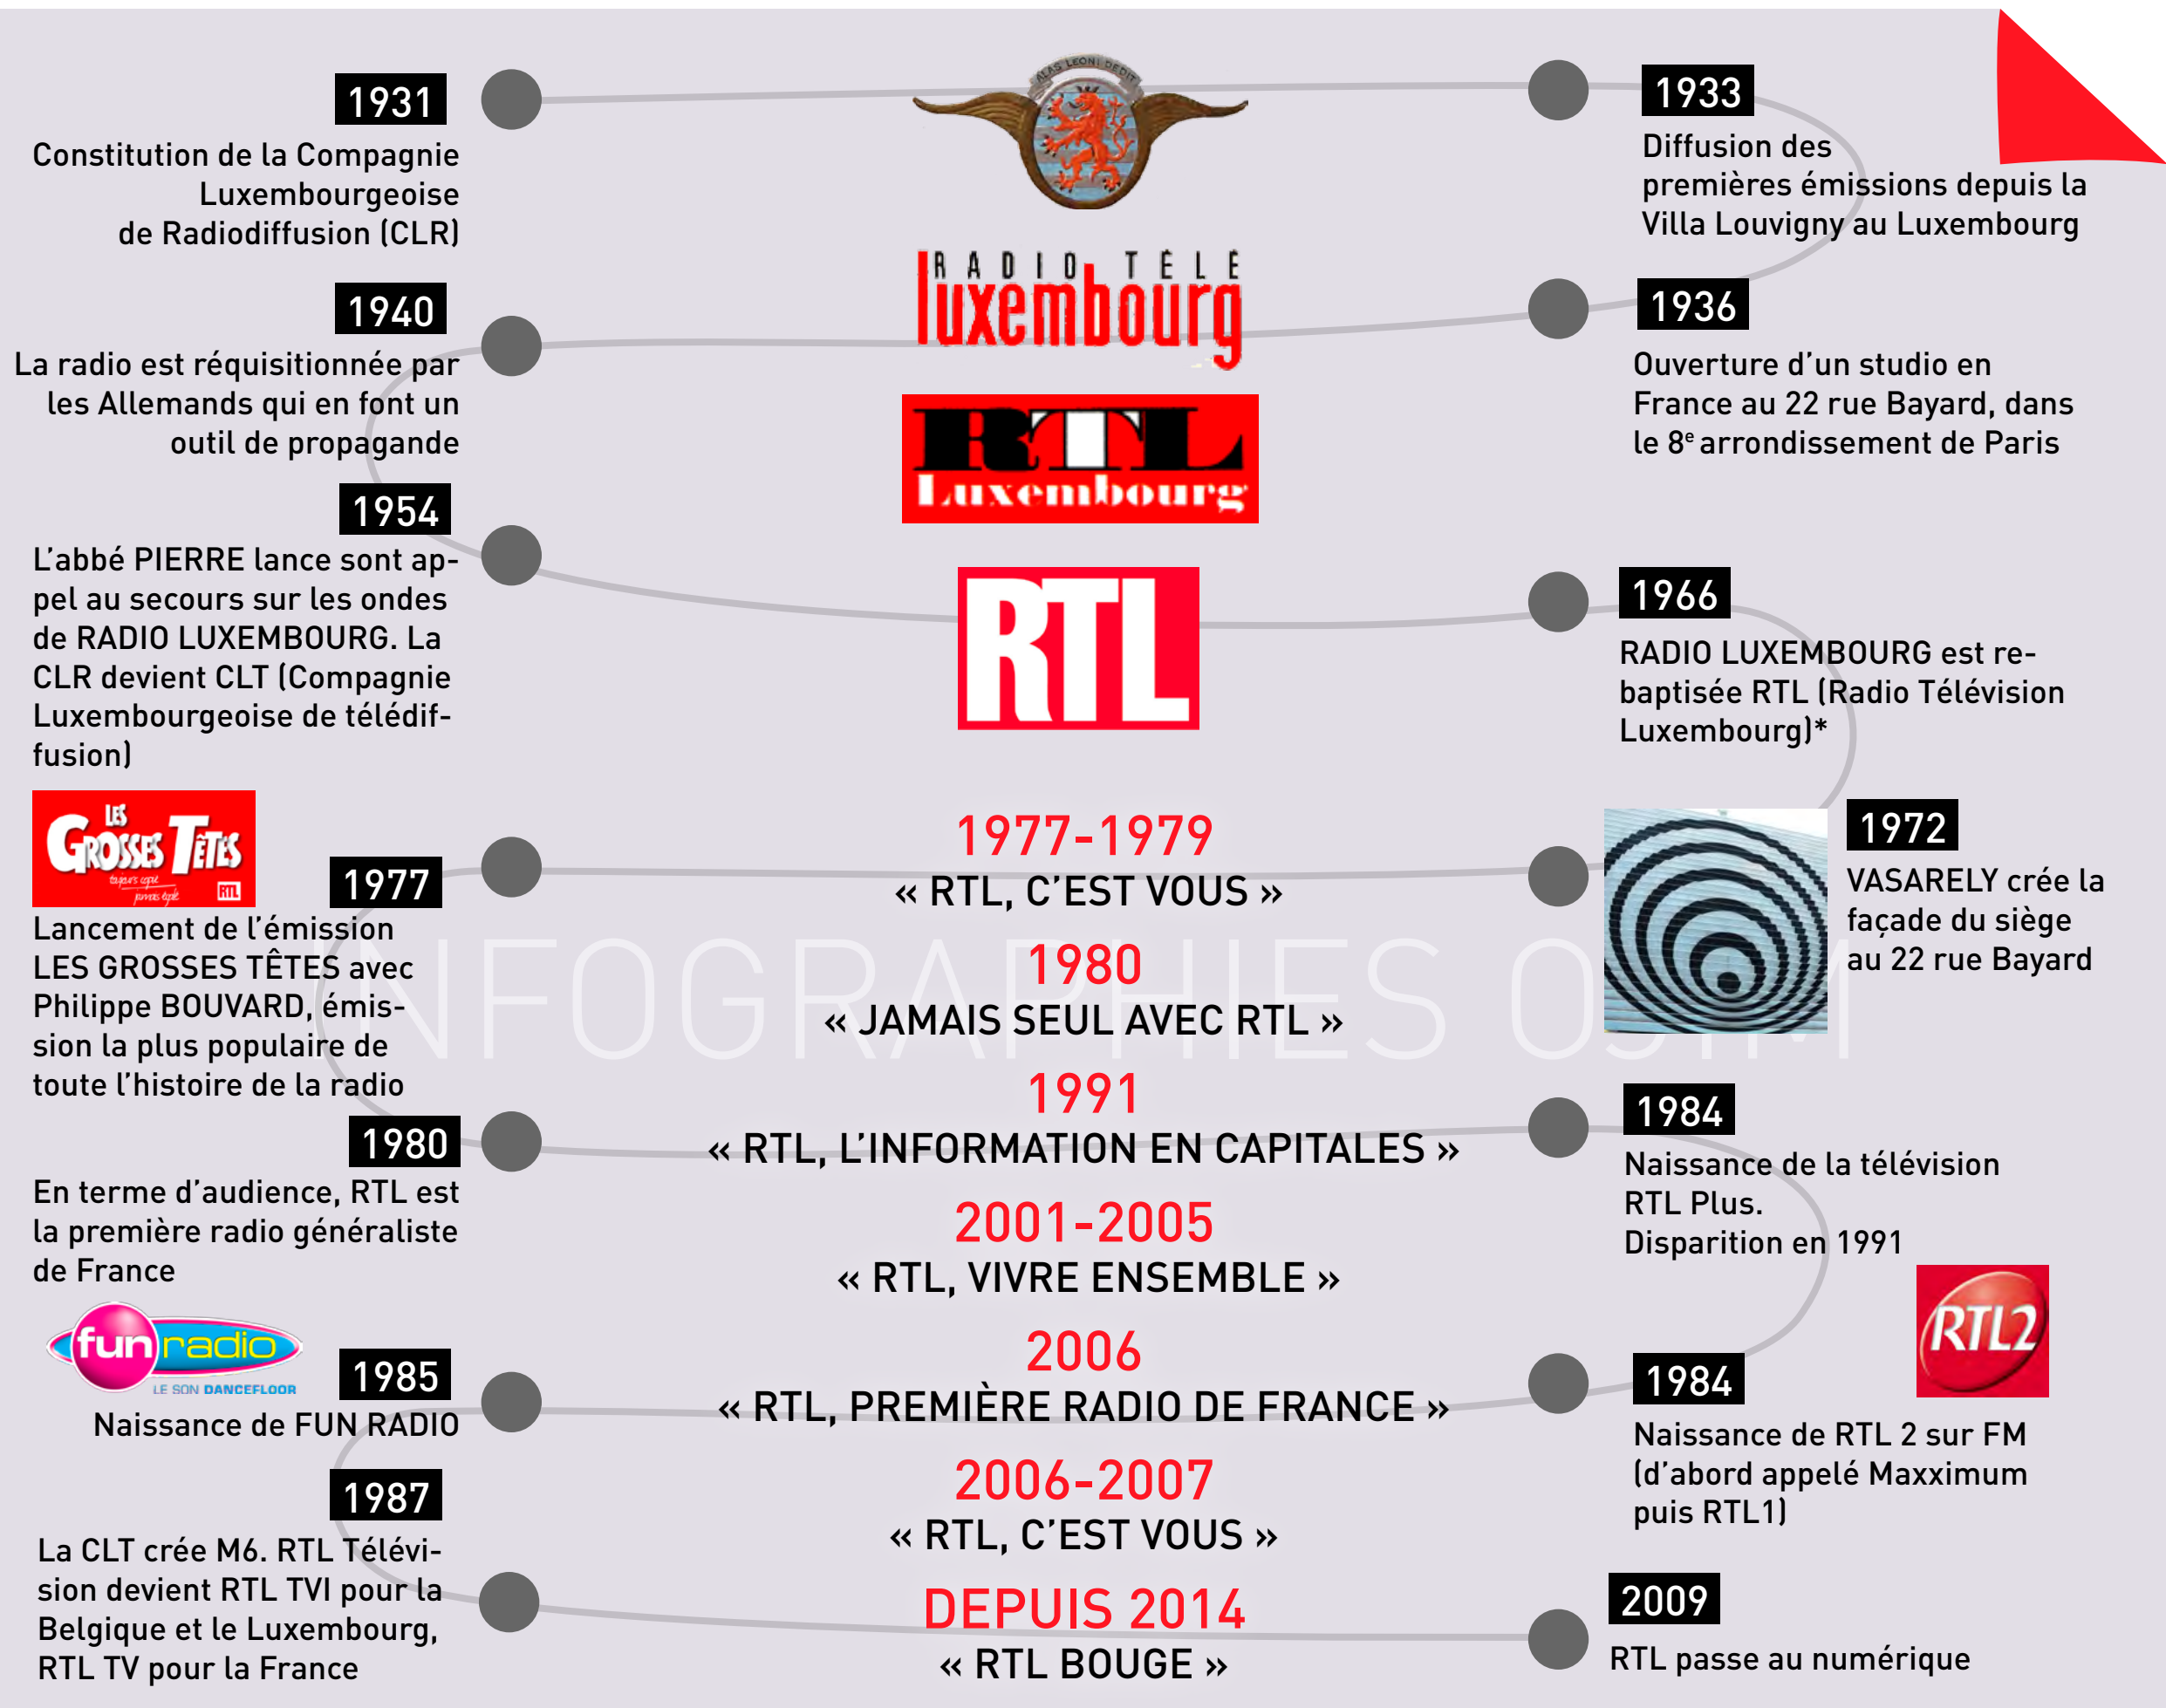 1931
Constitution de la Compagnie
Luxembourgeoise
de Radiodiffusion (CLR)
ALAS LEONI DEDIT
1933
Diffusion des
premières émissions depuis la
Villa Louvigny au Luxembourg
RADIO TÉLÉ
luxembourg
1936
Ouverture d’un studio en
France au 22 rue Bayard, dans
le 8e arrondissement de Paris
1940
La radio est réquisitionnée par
les Allemands qui en font un
outil de propagande
RTL
Luxembourg
1954
L’abbé PIERRE lance sont ap-
pel au secours sur les ondes
de RADIO LUXEMBOURG. La
CLR devient CLT (Compagnie
Luxembourgeoise de télédif-
fusion)
RTL
1966
RADIO LUXEMBOURG est re-
baptisée RTL (Radio Télévision
Luxembourg)*
1972
VASARELY crée la
façade du siège
au 22 rue Bayard
LES
GROSSES TÊTES
toujours copié
jamais égalé
RTL
1977
Lancement de l’émission
LES GROSSES TÊTES avec
Philippe BOUVARD, émis-
sion la plus populaire de
toute l’histoire de la radio
1977-1979
« RTL, C’EST VOUS »
1980
« JAMAIS SEUL AVEC RTL »
1991
« RTL, L’INFORMATION EN CAPITALES »
2001-2005
« RTL, VIVRE ENSEMBLE »
2006
« RTL, PREMIÈRE RADIO DE FRANCE »
2006-2007
« RTL, C’EST VOUS »
DEPUIS 2014
« RTL BOUGE »
INFOGRAPHIES OJIM
1980
En terme d’audience, RTL est
la première radio généraliste
de France
1984
Naissance de la télévision
RTL Plus.
Disparition en 1991
RTL2
1984
Naissance de RTL 2 sur FM
(d’abord appelé Maxximum
puis RTL1)
fun radio
LE SON DANCEFLOOR
1985
Naissance de FUN RADIO
1987
La CLT crée M6. RTL Télévi-
sion devient RTL TVI pour la
Belgique et le Luxembourg,
RTL TV pour la France
2009
RTL passe au numérique